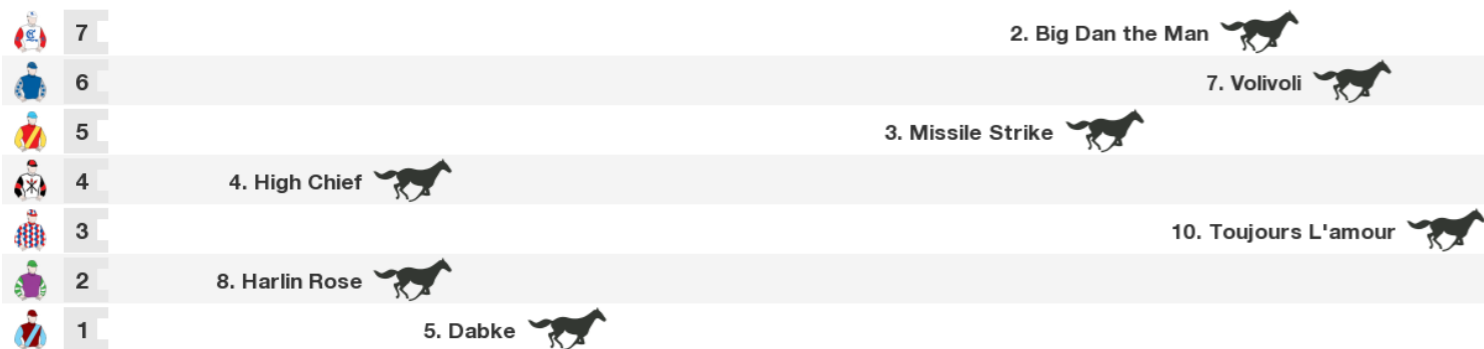 7 2. Big Dan the Man
6 7. Volivoli
5 3. Missile Strike
4 4. High Chief
3 10. Toujours L'amour
2 8. Harlin Rose
1 5. Dabke